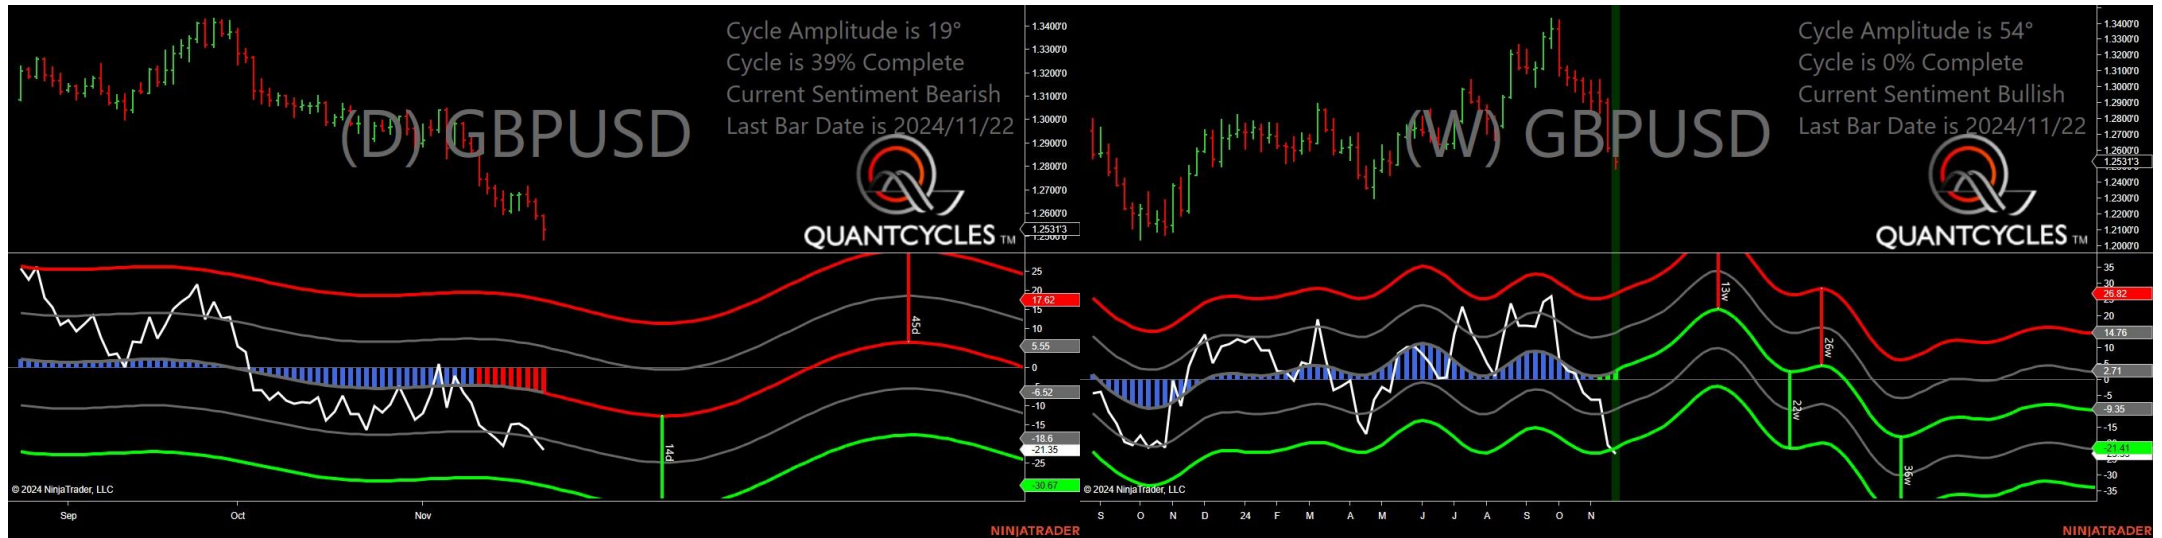 Cycle Amplitude is 19°
Cycle is 39% Complete
Current Sentiment Bearish
Last Bar Date is 2024/11/22
(D) GBPUSD
QUANTCYCLES TM
1.3400'0
1.3300'0
1.3200'0
1.3100'0
1.3000'0
1.2900'0
1.2800'0
1.2700'0
1.2600'0
1.2531'3
25
20
17.62
15
10
5.55
0
-6.52
-10
-15
-18.6
-21.35
-25
-30.67
45d
14d
© 2024 NinjaTrader, LLC
Sep Oct Nov
NINJATRADER
Cycle Amplitude is 54°
Cycle is 0% Complete
Current Sentiment Bullish
Last Bar Date is 2024/11/22
(W) GBPUSD
QUANTCYCLES TM
1.3400'0
1.3300'0
1.3200'0
1.3100'0
1.3000'0
1.2900'0
1.2800'0
1.2700'0
1.2600'0
1.2531'3
1.2400'0
1.2300'0
1.2200'0
1.2100'0
1.2000'0
35
30
26.82
20
14.76
10
5
2.71
0
-5
-9.35
-15
-21.41
-30
-35
13w
26w
22w
36w
© 2024 NinjaTrader, LLC
S O N D 24 F M A M J J A S O N
NINJATRADER